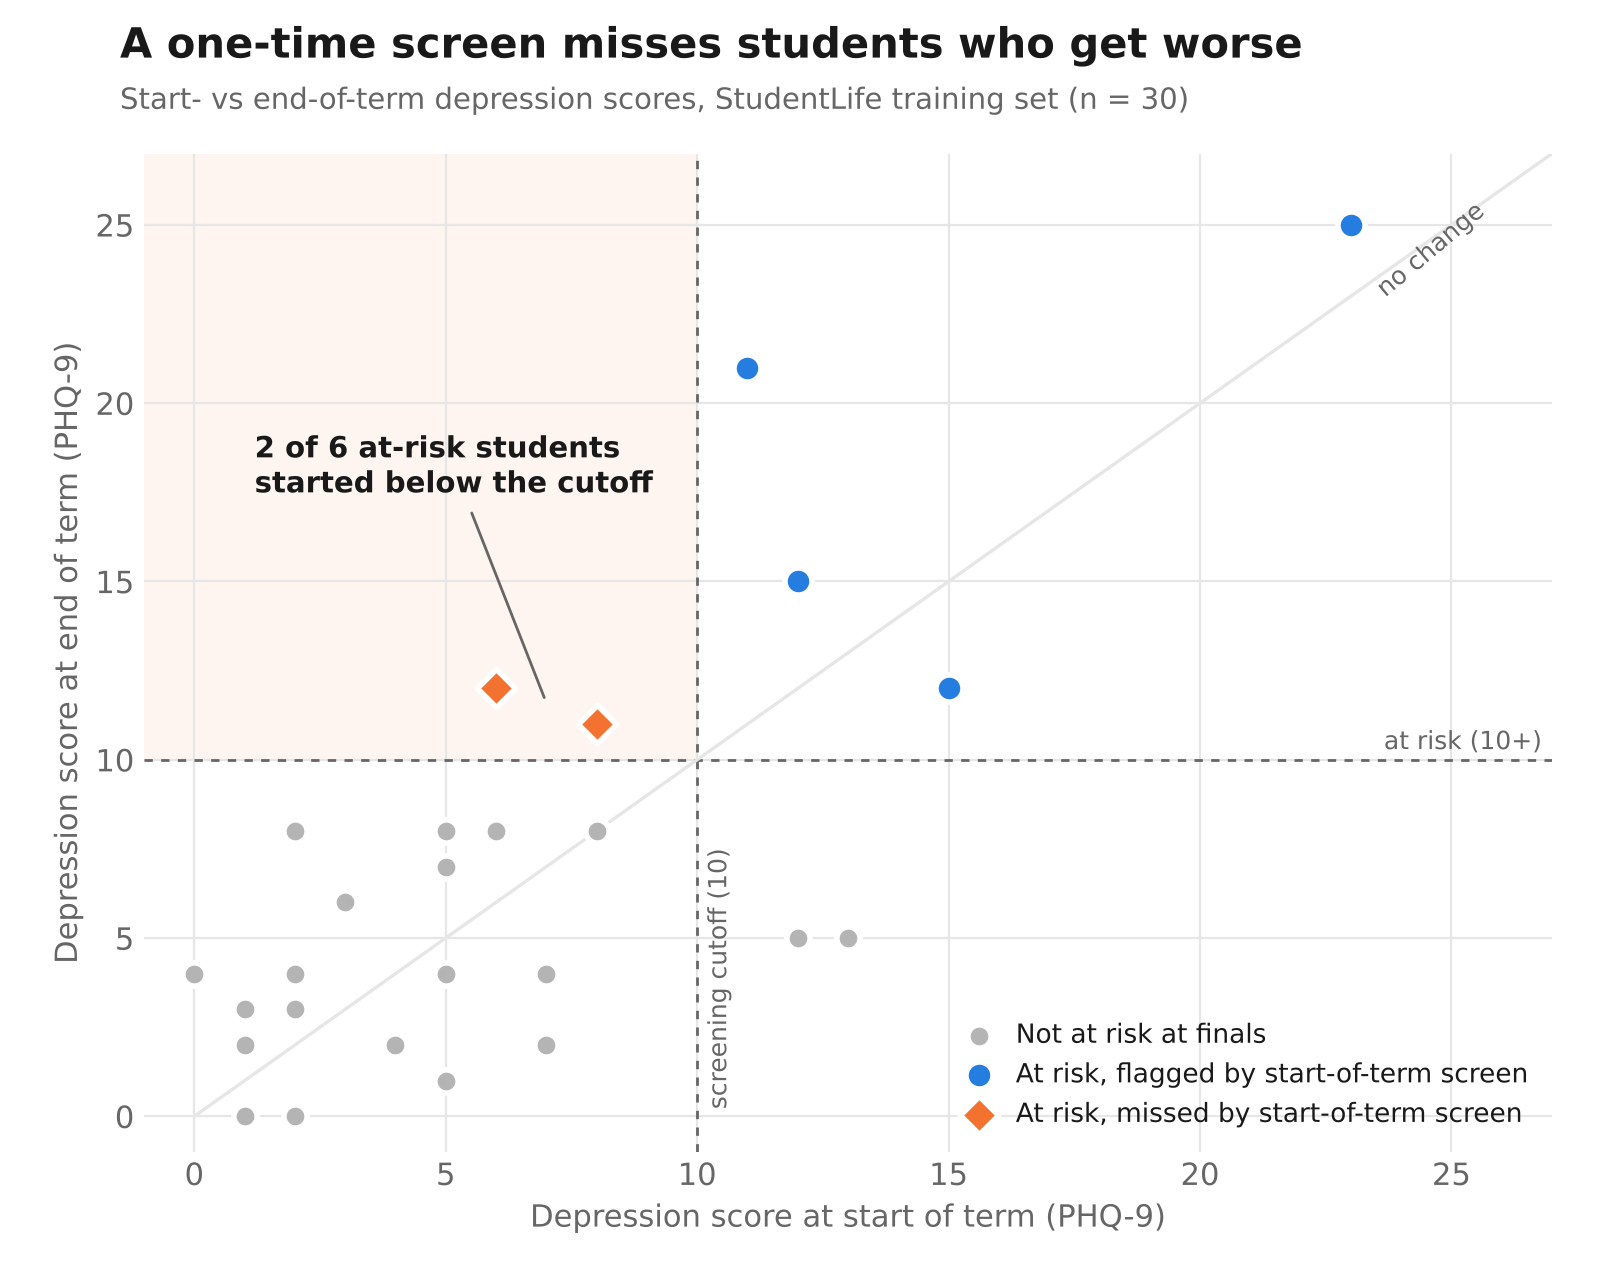 A one-time screen misses students who get worse
Start- vs end-of-term depression scores, StudentLife training set (n = 30)
Depression score at end of term (PHQ-9)
25
20
15
10
5
0
no change
2 of 6 at-risk students
started below the cutoff
at risk (10+)
screening cutoff (10)
Not at risk at finals
At risk, flagged by start-of-term screen
At risk, missed by start-of-term screen
0 5 10 15 20 25
Depression score at start of term (PHQ-9)